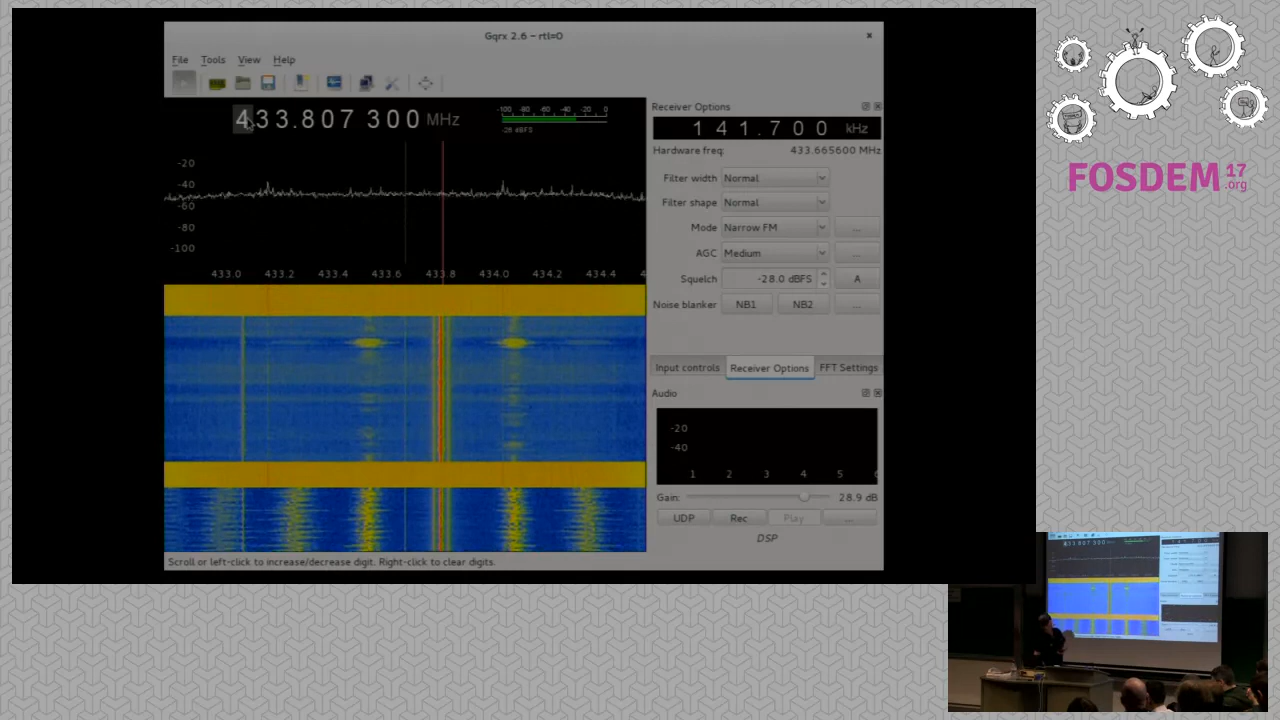 Gqrx 2.6 - rtl=0
File Tools View Help
433.807 300 MHz
-100 -80 -60 -40 -20 0
-28 dBFS
-20
-40
-60
-80
-100
433.0 433.2 433.4 433.6 433.8 434.0 434.2 434.4 4
Receiver Options
141.700 kHz
Hardware freq: 433.665600 MHz
Filter width Normal
Filter shape Normal
Mode Narrow FM ...
AGC Medium ...
Squelch -28.0 dBFS A
Noise blanker NB1 NB2 ...
Input controls Receiver Options FFT Settings
Audio
-20
-40
1 2 3 4 5 6
Gain: 28.9 dB
UDP Rec Play ...
DSP
Scroll or left-click to increase/decrease digit. Right-click to clear digits.
FOSDEM 17
.org